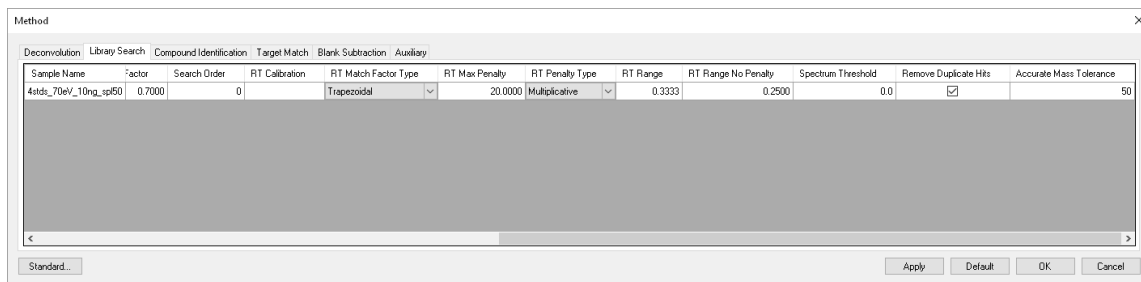 Method
Deconvolution Library Search Compound Identification Target Match Blank Subtraction Auxiliary
Sample Name Factor Search Order RT Calibration RT Match Factor Type RT Max Penalty RT Penalty Type RT Range RT Range No Penalty Spectrum Threshold Remove Duplicate Hits Accurate Mass Tolerance
4stds_70eV_10ng_spl50 0.7000 0 Trapezoidal 20.0000 Multiplicative 0.3333 0.2500 0.0 50
Standard... Apply Default OK Cancel